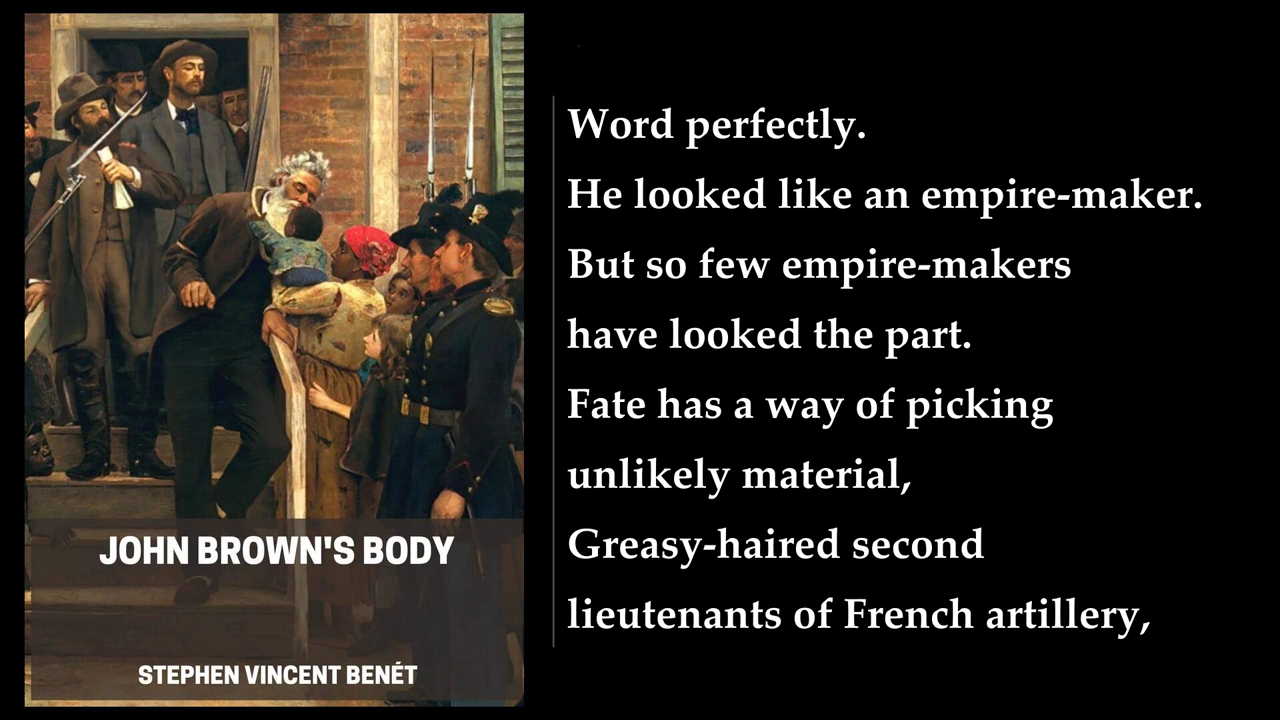 JOHN BROWN'S BODY
STEPHEN VINCENT BENÉT
Word perfectly.
He looked like an empire-maker.
But so few empire-makers
have looked the part.
Fate has a way of picking
unlikely material,
Greasy-haired second
lieutenants of French artillery,